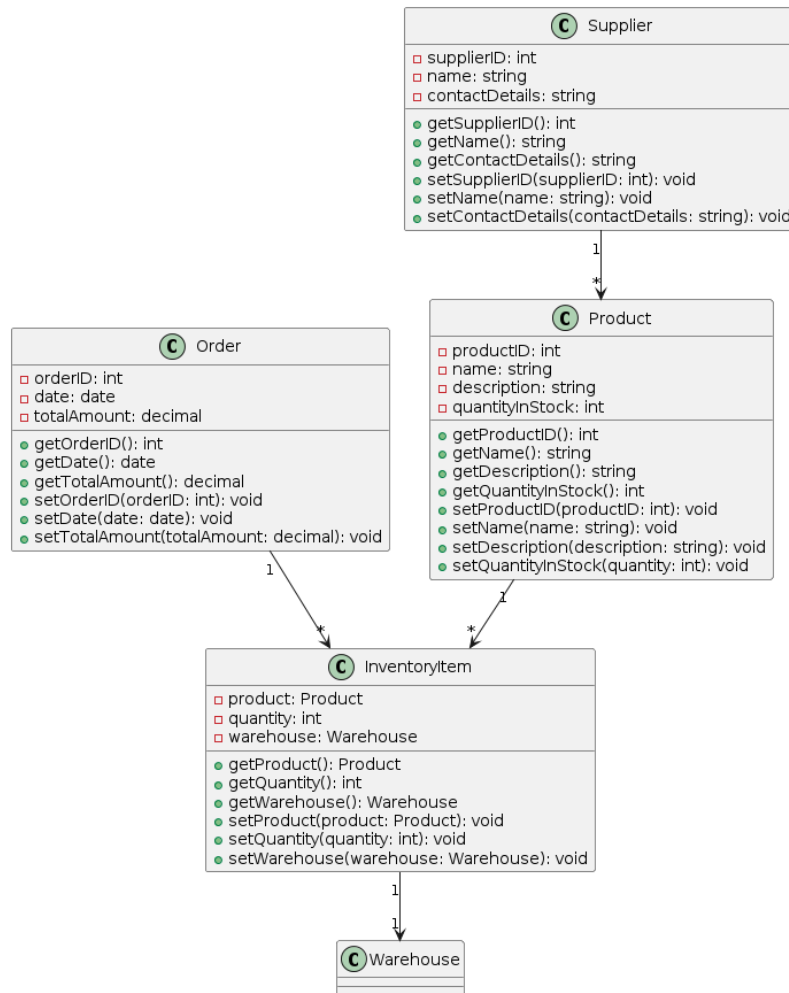 C Supplier
supplierID: int
name: string
contactDetails: string
getSupplierID(): int
getName(): string
getContactDetails(): string
setSupplierID(supplierID: int): void
setName(name: string): void
setContactDetails(contactDetails: string): void
1
*
C Product
productID: int
name: string
description: string
quantityInStock: int
getProductID(): int
getName(): string
getDescription(): string
getQuantityInStock(): int
setProductID(productID: int): void
setName(name: string): void
setDescription(description: string): void
setQuantityInStock(quantity: int): void
C Order
orderID: int
date: date
totalAmount: decimal
getOrderID(): int
getDate(): date
getTotalAmount(): decimal
setOrderID(orderID: int): void
setDate(date: date): void
setTotalAmount(totalAmount: decimal): void
1
*
1
*
C InventoryItem
product: Product
quantity: int
warehouse: Warehouse
getProduct(): Product
getQuantity(): int
getWarehouse(): Warehouse
setProduct(product: Product): void
setQuantity(quantity: int): void
setWarehouse(warehouse: Warehouse): void
1
1
C Warehouse